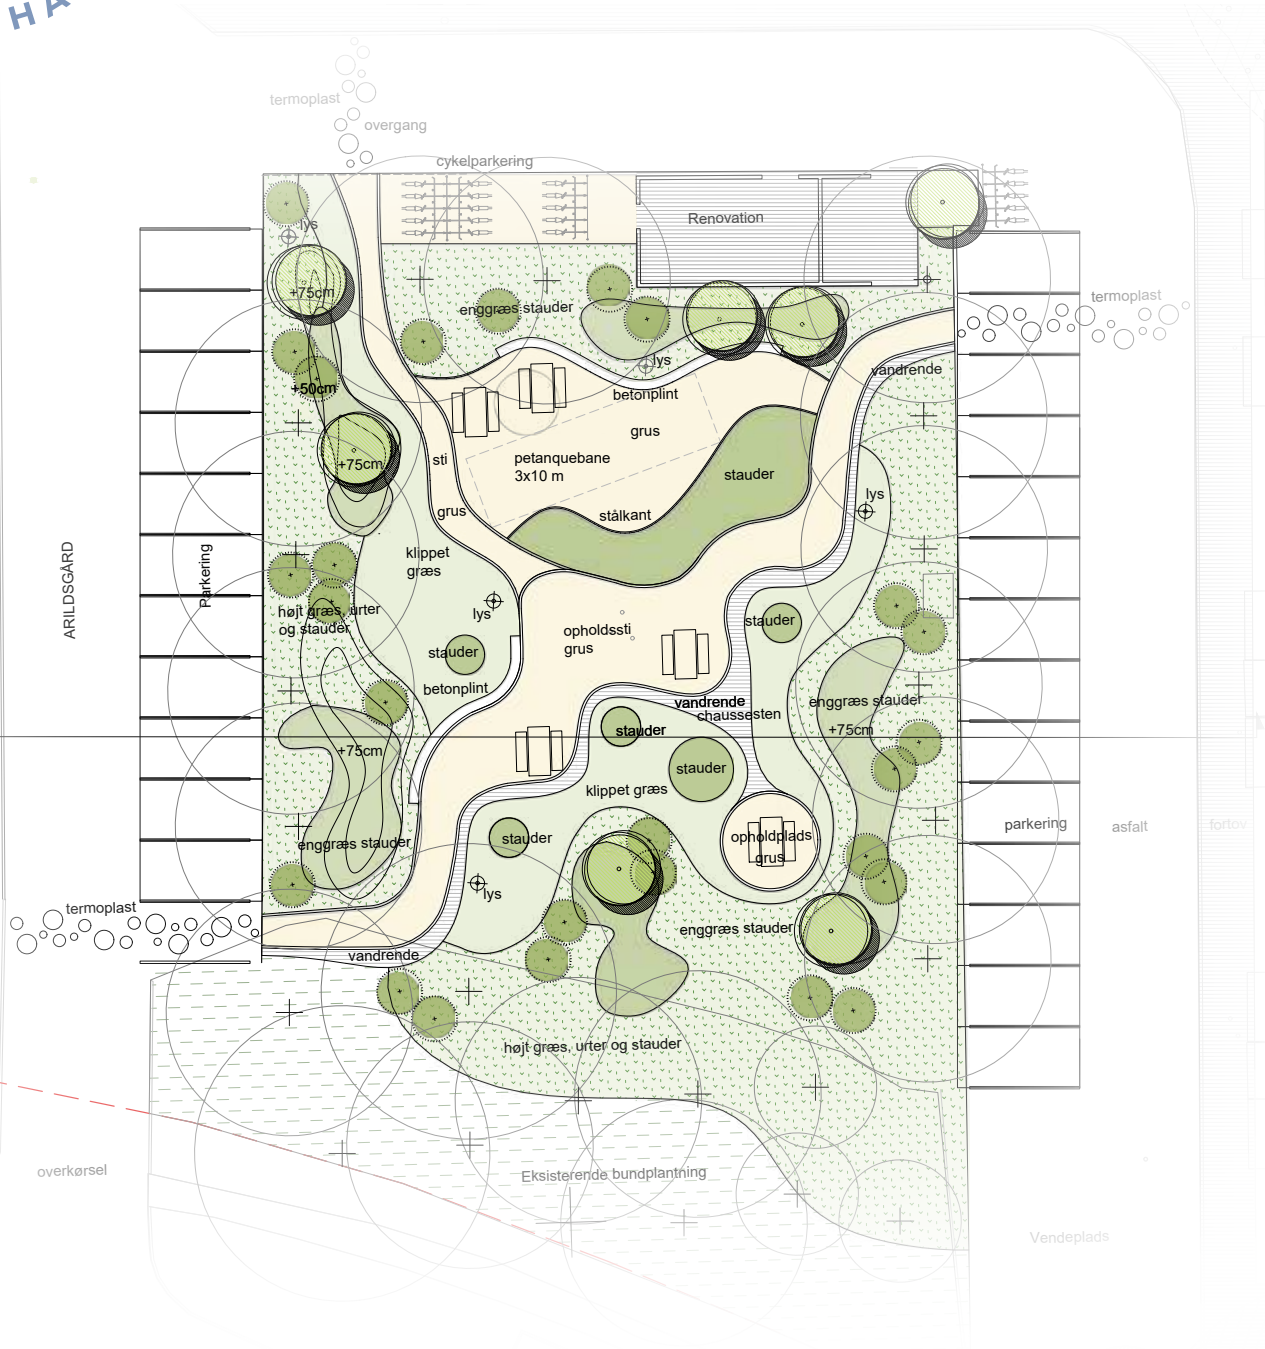 HA
termoplast
overgang
cykelparkering
lys
Renovation
+75cm
enggræs stauder
termoplast
lys
vandrende
+50cm
betonplint
grus
sti
petanquebane
3x10 m
+75cm
stauder
lys
grus
stålkant
klippet
græs
ARILDSGÅRD
Parkering
højt græs, urter
og stauder
lys
stauder
opholdssti
grus
stauder
betonplint
vandrende
chaussesten
enggræs stauder
+75cm
stauder
+75cm
stauder
klippet græs
parkering
asfalt
fortov
enggræs stauder
stauder
opholdplads
grus
lys
termoplast
enggræs stauder
vandrende
højt græs, urter og stauder
overkørsel
Eksisterende bundplantning
Vendeplads